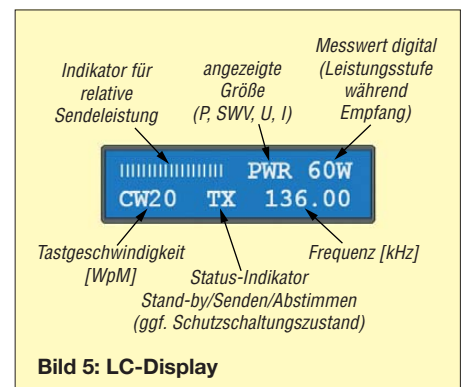 Indikator für
relative
Sendeleistung
angezeigte
Größe
(P, SWV, U, I)
Messwert digital
(Leistungsstufe
während
Empfang)
PWR 60W
CW20 TX 136.00
Tastgeschwindigkeit
[WpM]
Status-Indikator
Stand-by/Senden/Abstimmen
(ggf. Schutzschaltungszustand)
Frequenz [kHz]
Bild 5: LC-Display